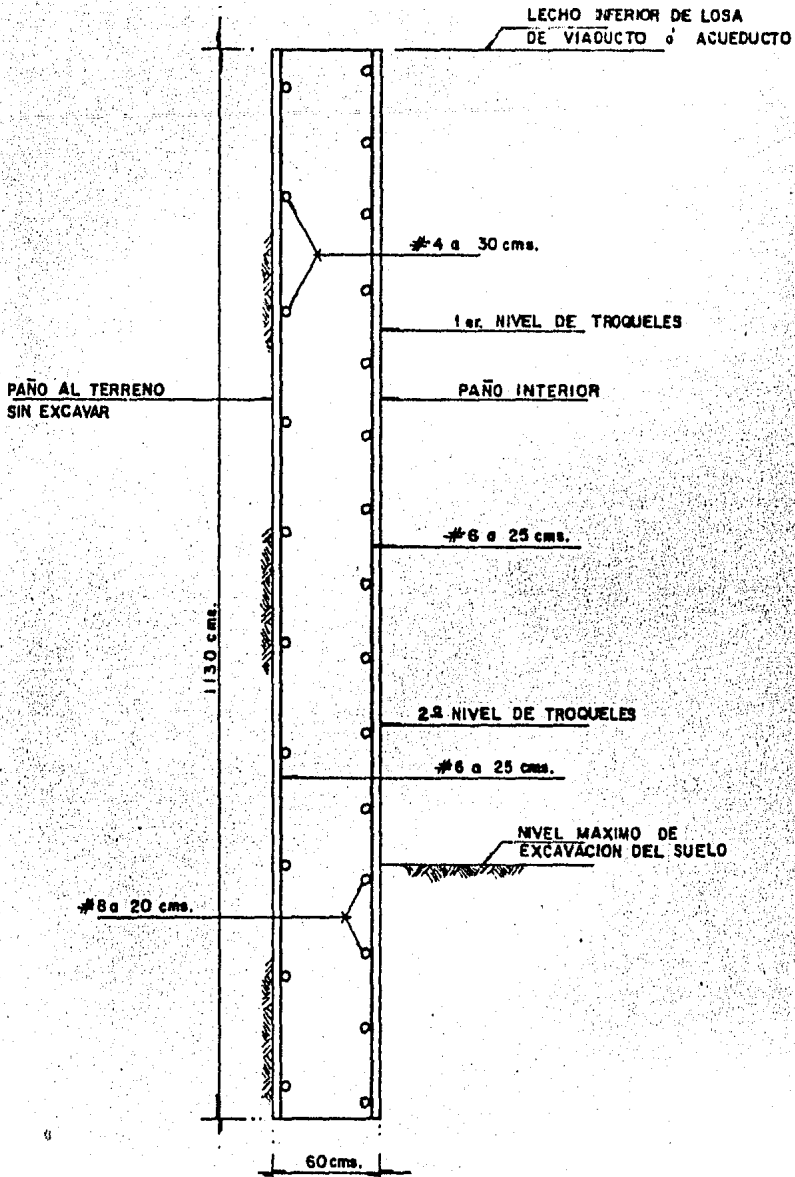 LECHO INFERIOR DE LOSA
DE VIADUCTO ó ACUEDUCTO
#4 a 30 cms.
1er. NIVEL DE TROQUELES
PAÑO AL TERRENO
SIN EXCAVAR
PAÑO INTERIOR
#6 a 25 cms.
1130 cms.
2º NIVEL DE TROQUELES
#6 a 25 cms.
NIVEL MAXIMO DE
EXCAVACION DEL SUELO
#8 a 20 cms.
60 cms.